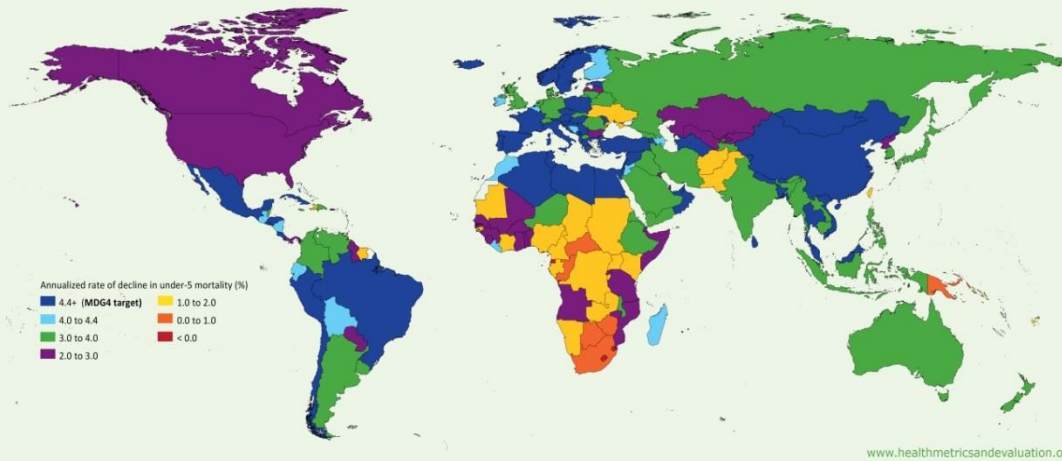 Annualized rate of decline in under-5 mortality (%)
4.4+ (MDG4 target)
4.0 to 4.4
3.0 to 4.0
2.0 to 3.0
1.0 to 2.0
0.0 to 1.0
< 0.0
www.healthmetricsandevaluation.o